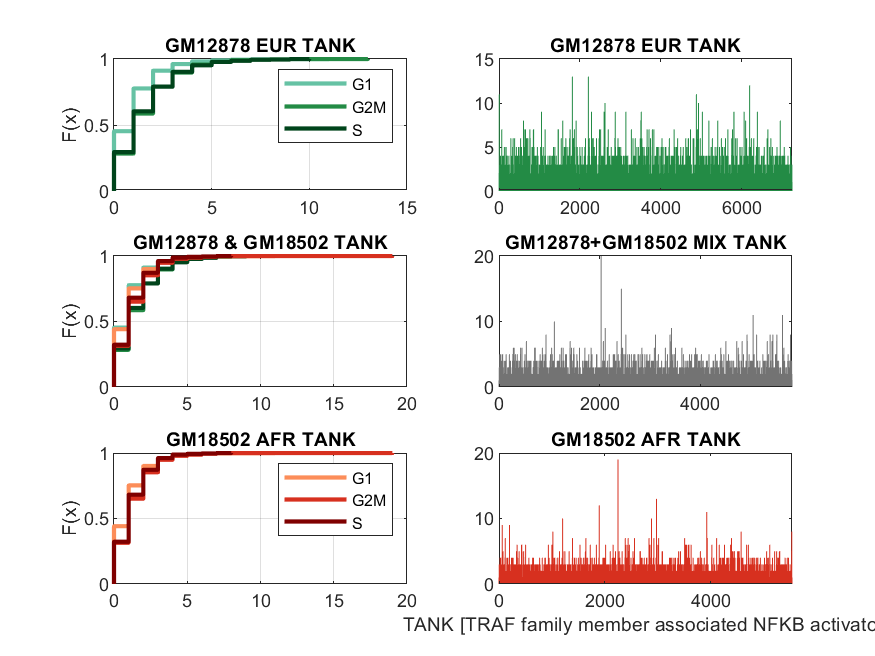 GM12878 EUR TANK
F(x)
1
0.5
0
0 5 10 15
G1
G2M
S
GM12878 EUR TANK
15
10
5
0
0 2000 4000 6000
GM12878 & GM18502 TANK
F(x)
1
0.5
0
0 5 10 15 20
GM12878+GM18502 MIX TANK
20
10
0
0 2000 4000
GM18502 AFR TANK
F(x)
1
0.5
0
0 5 10 15 20
G1
G2M
S
GM18502 AFR TANK
20
10
0
0 2000 4000
TANK [TRAF family member associated NFKB activato